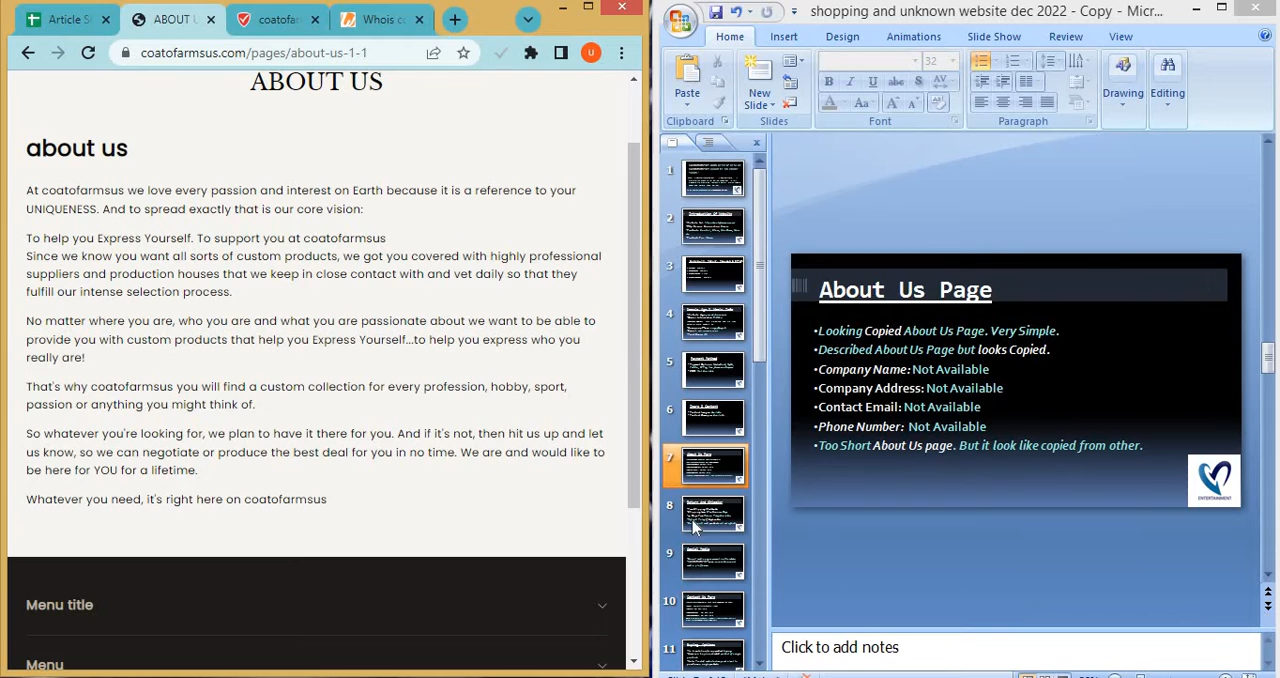 Article S
ABOUT U
coatofar
Whois c
coatofarmsus.com/pages/about-us-1-1
U
ABOUT US
about us
At coatofarmsus we love every passion and interest on Earth because it is a reference to your
UNIQUENESS. And to spread exactly that is our core vision:
To help you Express Yourself. To support you at coatofarmsus
Since we know you want all sorts of custom products, we got you covered with highly professional
suppliers and production houses that we keep in close contact with and vet daily so that they
fulfill our intense selection process.
No matter where you are, who you are and what you are passionate about we want to be able to
provide you with custom products that help you Express Yourself...to help you express who you
really are!
That's why coatofarmsus you will find a custom collection for every profession, hobby, sport,
passion or anything you might think of.
So whatever you're looking for, we plan to have it there for you. And if it's not, then hit us up and let
us know, so we can negotiate or produce the best deal for you in no time. We are and would like to
be here for YOU for a lifetime.
Whatever you need, it's right here on coatofarmsus
Menu title
Menu
shopping and unknown website dec 2022 - Copy - Micr...
Home Insert Design Animations Slide Show Review View
Paste
New
Slide
32
B I U abc S AV
A Aa A A
Drawing
Editing
Clipboard Slides Font Paragraph
1
2
3
4
5
6
7
8
9
10
11
About Us Page
•Looking Copied About Us Page. Very Simple.
•Described About Us Page but looks Copied.
•Company Name: Not Available
•Company Address: Not Available
•Contact Email: Not Available
•Phone Number: Not Available
•Too Short About Us page. But it look like copied from other.
ENTERTAINMENT
Click to add notes